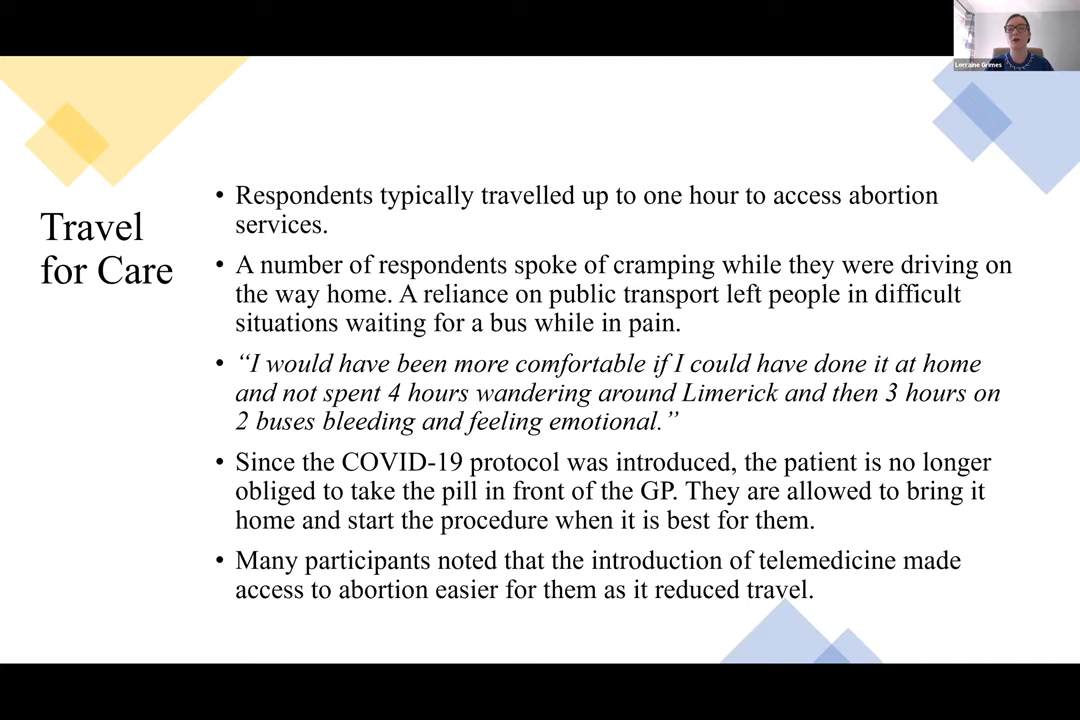 Lorraine Grimes
Travel
for Care
• Respondents typically travelled up to one hour to access abortion
services.
• A number of respondents spoke of cramping while they were driving on
the way home. A reliance on public transport left people in difficult
situations waiting for a bus while in pain.
• “I would have been more comfortable if I could have done it at home
and not spent 4 hours wandering around Limerick and then 3 hours on
2 buses bleeding and feeling emotional.”
• Since the COVID-19 protocol was introduced, the patient is no longer
obliged to take the pill in front of the GP. They are allowed to bring it
home and start the procedure when it is best for them.
• Many participants noted that the introduction of telemedicine made
access to abortion easier for them as it reduced travel.